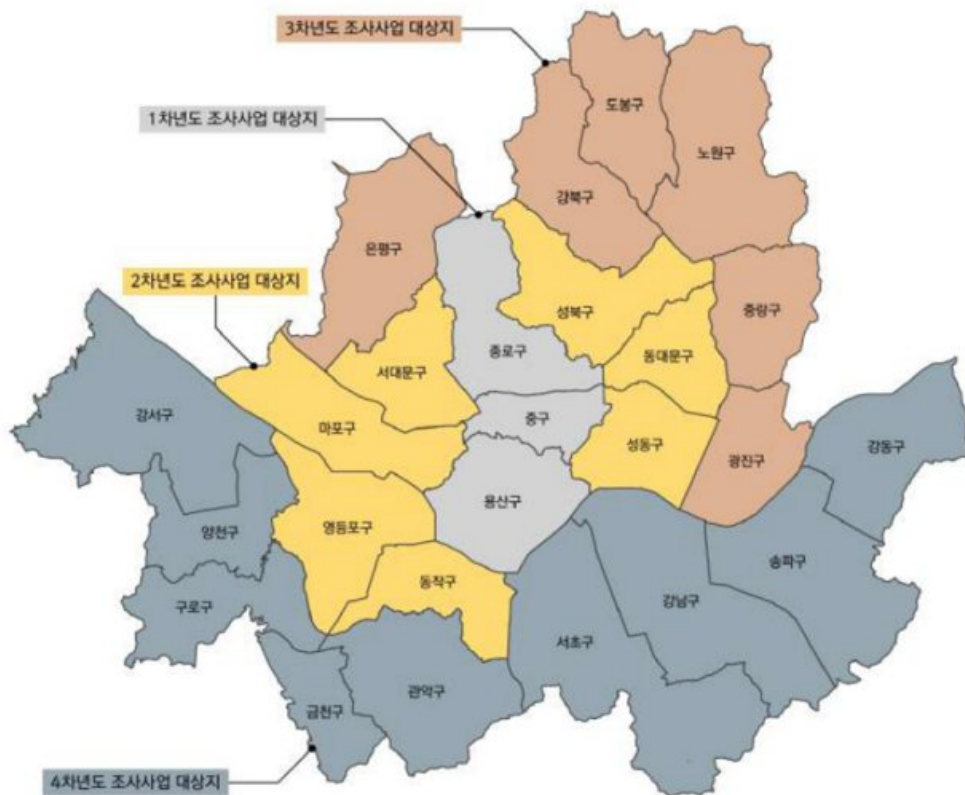 3차년도 조사사업 대상지
도봉구
1차년도 조사사업 대상지
노원구
강북구
은평구
2차년도 조사사업 대상지
성북구
중랑구
종로구
동대문구
서대문구
강서구
중구
마포구
성동구
강동구
광진구
용산구
영등포구
양천구
송파구
동작구
강남구
구로구
서초구
관악구
금천구
4차년도 조사사업 대상지